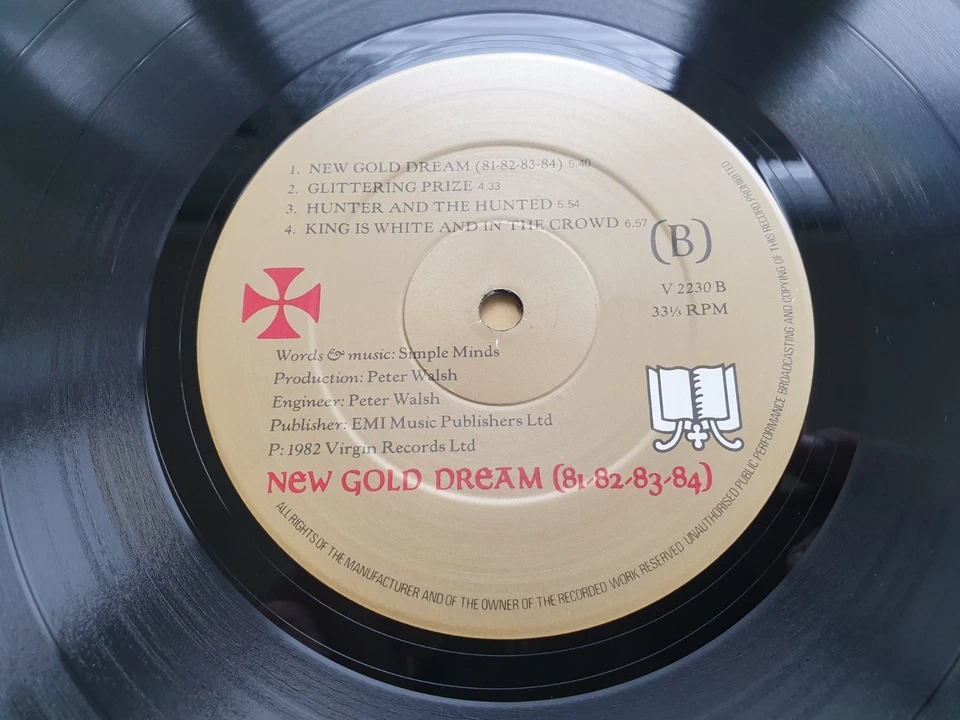 1. NEW GOLD DREAM (81-82-83-84) 5.40
2. GLITTERING PRIZE 4.33
3. HUNTER AND THE HUNTED 5.54
4. KING IS WHITE AND IN THE CROWD 6.57
(B)
V 2230 B
33⅓ RPM
Words & music: Simple Minds
Production: Peter Walsh
Engineer: Peter Walsh
Publisher: EMI Music Publishers Ltd
P: 1982 Virgin Records Ltd
NEW GOLD DREAM (81-82-83-84)
ALL RIGHTS OF THE MANUFACTURER AND OF THE OWNER OF THE RECORDED WORK RESERVED UNAUTHORISED PUBLIC PERFORMANCE BROADCASTING AND COPYING OF THIS RECORD PROHIBITED